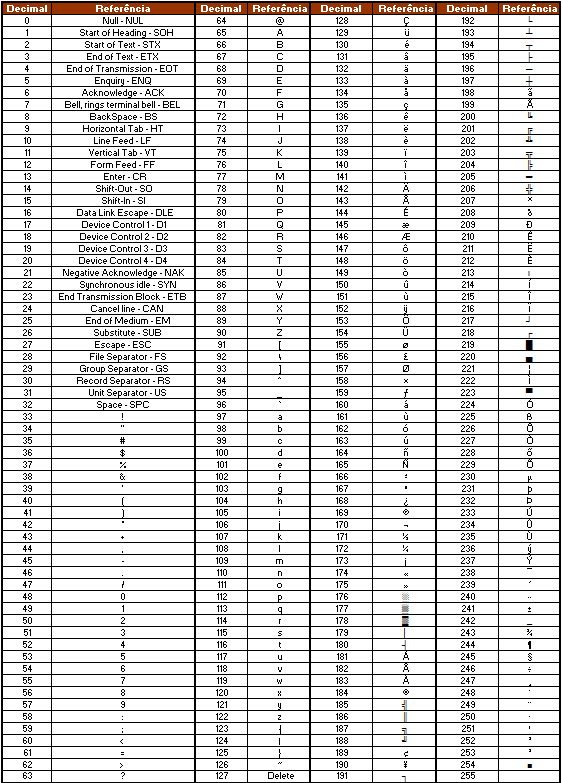 Decimal Referência Decimal Referência Decimal Referência Decimal Referência
0 Null - NUL 64 @ 128 Ç 192 └
1 Start of Heading - SOH 65 A 129 ü 193 ┴
2 Start of Text - STX 66 B 130 é 194 ┬
3 End of Text - ETX 67 C 131 â 195 ├
4 End of Transmission - EOT 68 D 132 ä 196 ─
5 Enquiry - ENQ 69 E 133 à 197 ┼
6 Acknowledge - ACK 70 F 134 å 198 ã
7 Bell, rings terminal bell - BEL 71 G 135 ç 199 Ã
8 BackSpace - BS 72 H 136 ê 200 ╚
9 Horizontal Tab - HT 73 I 137 ë 201 ╔
10 Line Feed - LF 74 J 138 è 202 ╩
11 Vertical Tab - VT 75 K 139 ï 203 ╦
12 Form Feed - FF 76 L 140 î 204 ╠
13 Enter - CR 77 M 141 ì 205 ═
14 Shift-Out - SO 78 N 142 Ä 206 ╬
15 Shift-In - SI 79 O 143 Å 207 ¤
16 Data Link Escape - DLE 80 P 144 É 208 ð
17 Device Control 1 - D1 81 Q 145 æ 209 Ð
18 Device Control 2 - D2 82 R 146 Æ 210 Ê
19 Device Control 3 - D3 83 S 147 ô 211 Ë
20 Device Control 4 - D4 84 T 148 ö 212 È
21 Negative Acknowledge - NAK 85 U 149 ò 213 ı
22 Synchronous idle - SYN 86 V 150 û 214 Í
23 End Transmission Block - ETB 87 W 151 ù 215 Î
24 Cancel line - CAN 88 X 152 ÿ 216 Ï
25 End of Medium - EM 89 Y 153 Ö 217 ┘
26 Substitute - SUB 90 Z 154 Ü 218 ┌
27 Escape - ESC 91 [ 155 ø 219 █
28 File Separator - FS 92 \ 156 £ 220 ▄
29 Group Separator - GS 93 ] 157 Ø 221 ¦
30 Record Separator - RS 94 ^ 158 × 222 Ì
31 Unit Separator - US 95 _ 159 ƒ 223 ▀
32 Space - SPC 96 ` 160 á 224 Ó
33 ! 97 a 161 í 225 ß
34 " 98 b 162 ó 226 Ô
35 # 99 c 163 ú 227 Ò
36 $ 100 d 164 ñ 228 õ
37 % 101 e 165 Ñ 229 Õ
38 & 102 f 166 ª 230 µ
39 ' 103 g 167 º 231 þ
40 ( 104 h 168 ¿ 232 Þ
41 ) 105 i 169 ® 233 Ú
42 * 106 j 170 ¬ 234 Û
43 + 107 k 171 ½ 235 Ù
44 , 108 l 172 ¼ 236 ý
45 - 109 m 173 ¡ 237 Ý
46 . 110 n 174 « 238 ¯
47 / 111 o 175 » 239 ´
48 0 112 p 176 ░ 240 -
49 1 113 q 177 ▒ 241 ±
50 2 114 r 178 ▓ 242 ‗
51 3 115 s 179 │ 243 ¾
52 4 116 t 180 ┤ 244 ¶
53 5 117 u 181 Á 245 §
54 6 118 v 182 Â 246 ÷
55 7 119 w 183 À 247 ¸
56 8 120 x 184 © 248 °
57 9 121 y 185 ╣ 249 ¨
58 : 122 z 186 ║ 250 ·
59 ; 123 { 187 ╗ 251 ¹
60 < 124 | 188 ╝ 252 ³
61 = 125 } 189 ¢ 253 ²
62 > 126 ~ 190 ¥ 254 ■
63 ? 127 Delete 191 ┐ 255